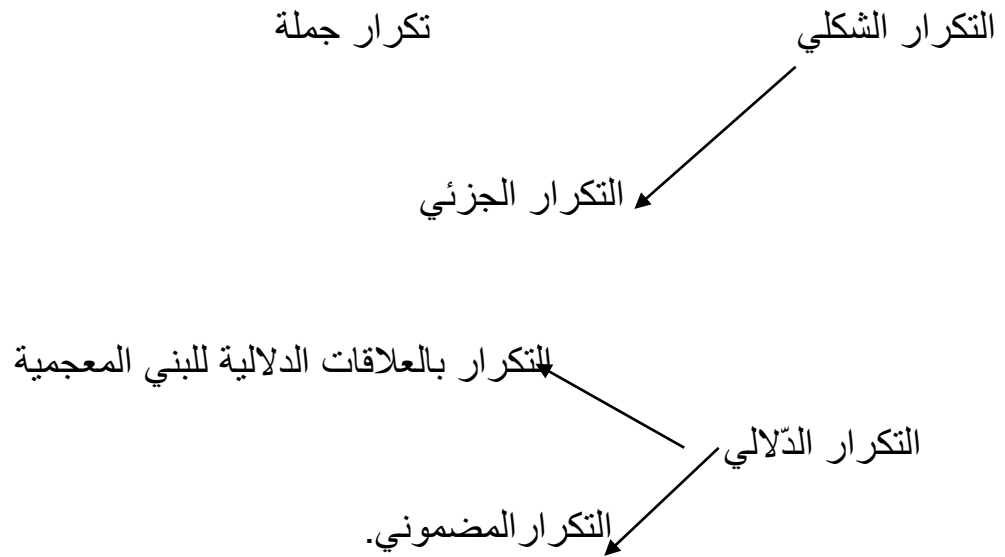 التكرار الشكلي
تكرار جملة
التكرار الجزئي
التكرار بالعلاقات الدلالية للبني المعجمية
التكرار الدّلالي
التكرارالمضموني.